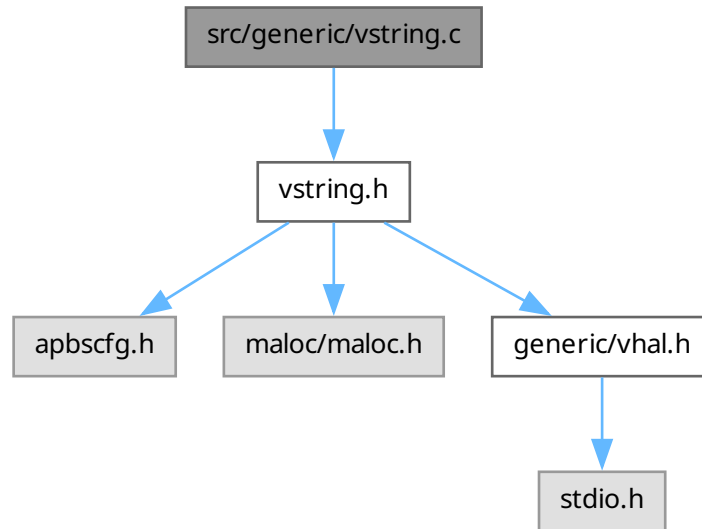 src/generic/vstring.c
vstring.h
apbscfg.h
maloc/maloc.h
generic/vhal.h
stdio.h